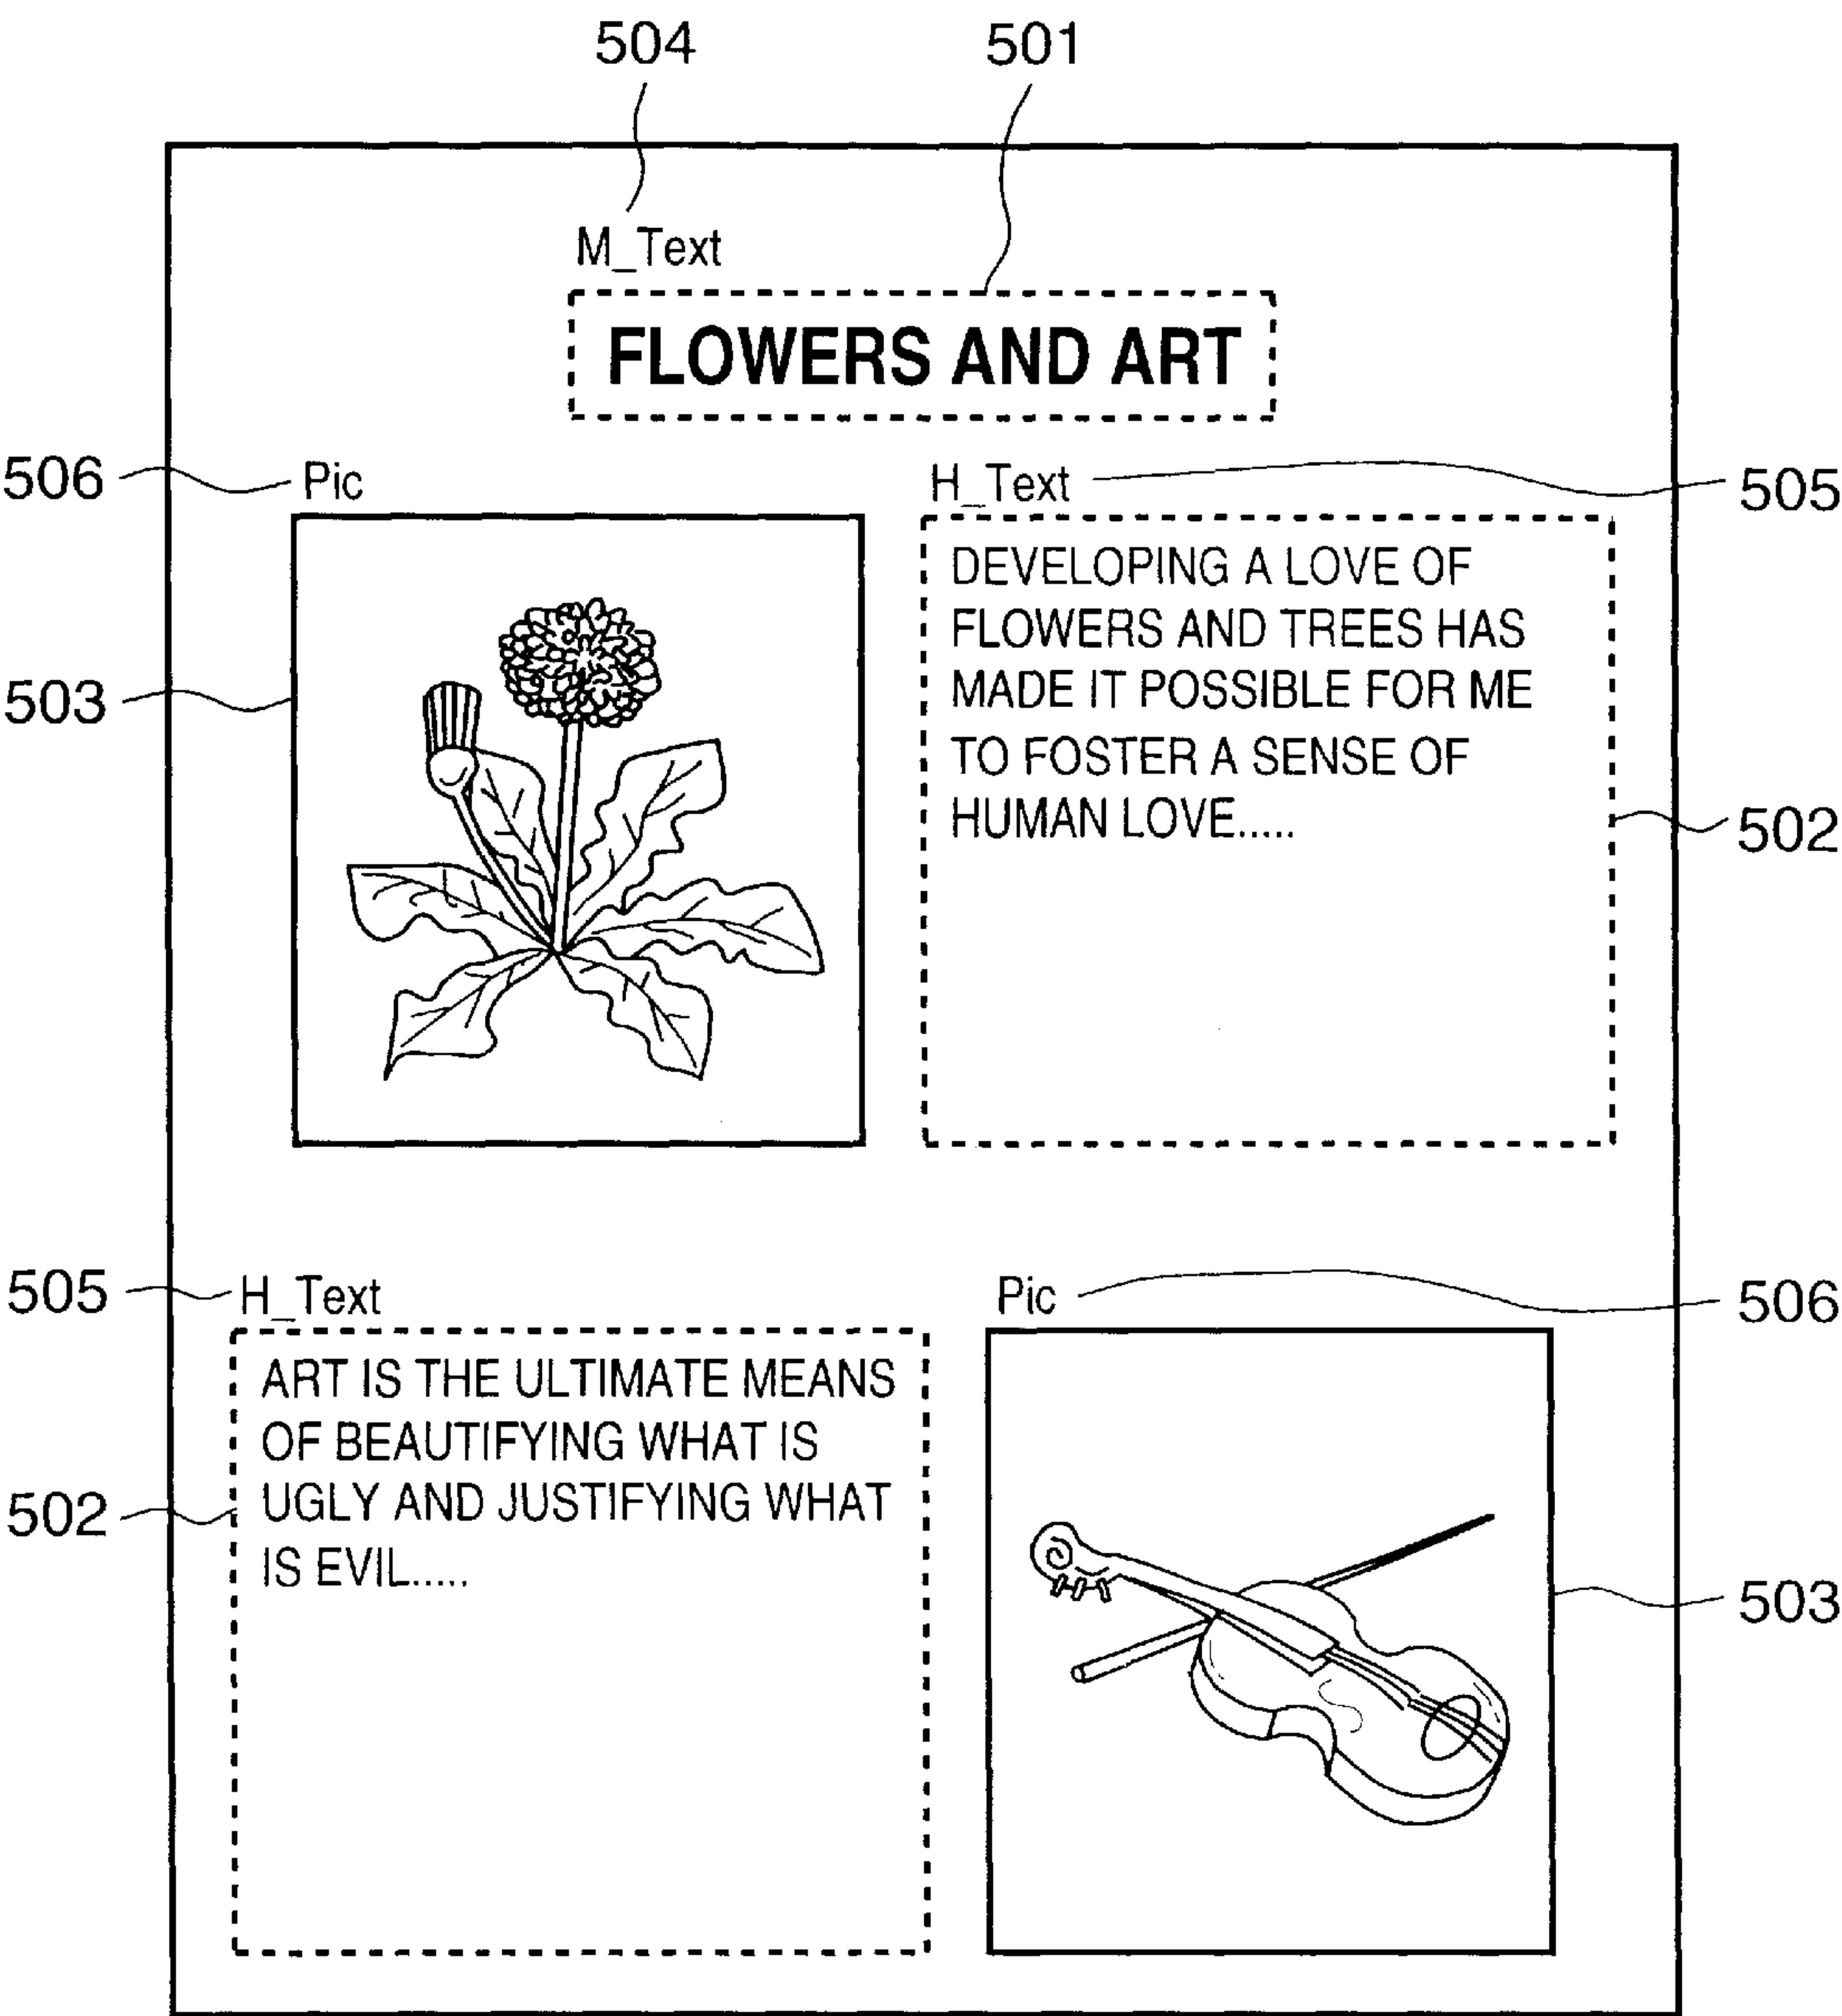 504
501
M_Text
FLOWERS AND ART
506
Pic
H_Text
505
503
DEVELOPING A LOVE OF
FLOWERS AND TREES HAS
MADE IT POSSIBLE FOR ME
TO FOSTER A SENSE OF
HUMAN LOVE.....
502
505
H_Text
Pic
506
502
ART IS THE ULTIMATE MEANS
OF BEAUTIFYING WHAT IS
UGLY AND JUSTIFYING WHAT
IS EVIL.....
503